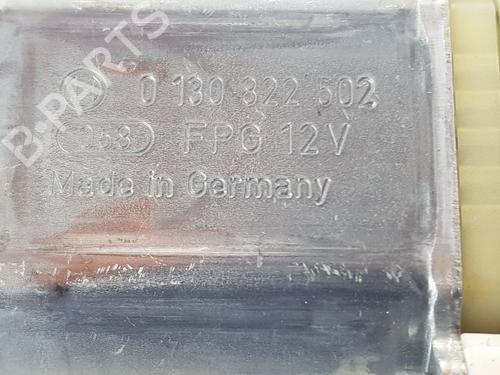 B-PARTS
0 130 822 502
058 FPG 12V
Made in Germany